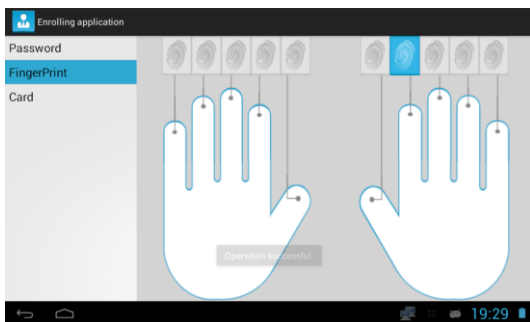 Enrolling application
Password
FingerPrint
Card
Operation successful
19:29